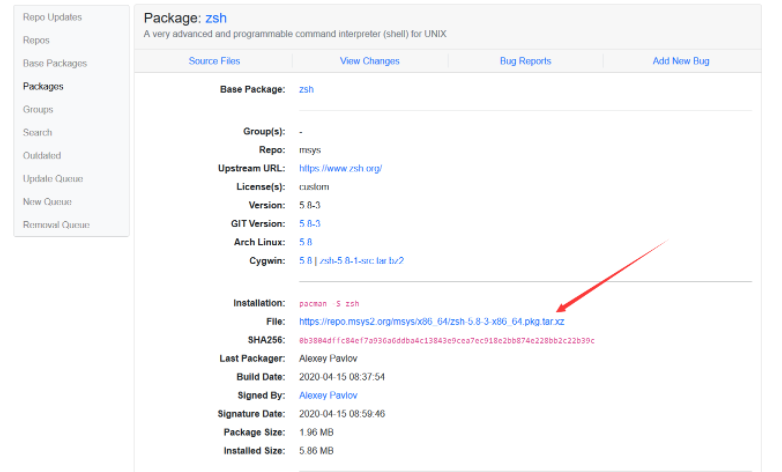 Repo Updates
Repos
Base Packages
Packages
Groups
Search
Outdated
Update Queue
New Queue
Removal Queue
Package: zsh
A very advanced and programmable command interpreter (shell) for UNIX
Source Files View Changes Bug Reports Add New Bug
Base Package: zsh
Group(s): -
Repo: msys
Upstream URL: https://www.zsh.org/
License(s): custom
Version: 5.8-3
GIT Version: 5.8-3
Arch Linux: 5.8
Cygwin: 5.8 | zsh-5.8-1-src.tar.bz2
Installation: pacman -S zsh
File: https://repo.msys2.org/msys/x86_64/zsh-5.8-3-x86_64.pkg.tar.xz
SHA256: 0b3804dffc84ef7a936a6ddba4c13843e9cea7ec918e2bb874e228bb2c22b39c
Last Packager: Alexey Pavlov
Build Date: 2020-04-15 08:37:54
Signed By: Alexey Pavlov
Signature Date: 2020-04-15 08:59:46
Package Size: 1.96 MB
Installed Size: 5.86 MB